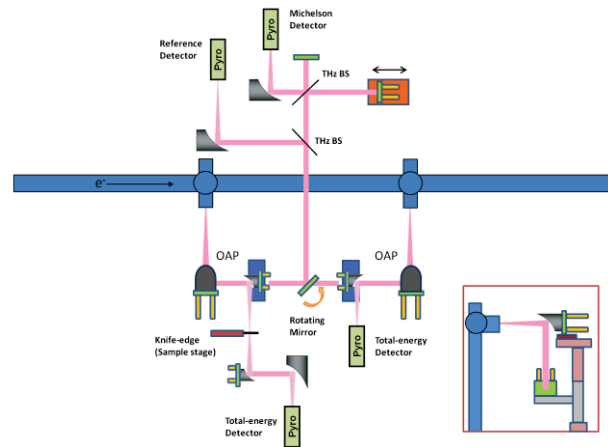 Michelson
Detector
Pyro
Reference
Detector
Pyro
THz BS
THz BS
e-
OAP
OAP
Rotating
Mirror
Knife-edge
(Sample stage)
Pyro
Total-energy
Detector
Total-energy
Detector
Pyro